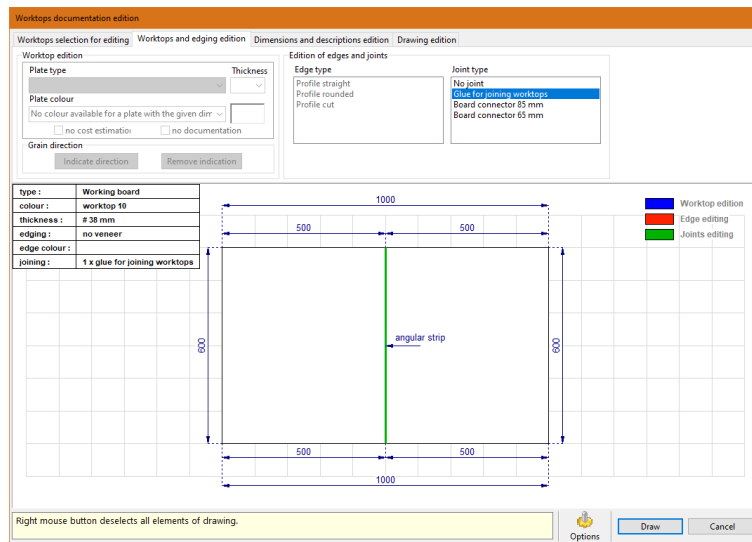 Worktops documentation edition
Worktops selection for editing Worktops and edging edition Dimensions and descriptions edition Drawing edition
Worktop edition
Plate type Thickness
Plate colour
No colour available for a plate with the given dim
no cost estimation no documentation
Grain direction
Indicate direction Remove indication
Edition of edges and joints
Edge type
Profile straight
Profile rounded
Profile cut
Joint type
No joint
Glue for joining worktops
Board connector 85 mm
Board connector 65 mm
type : Working board
colour : worktop 10
thickness : # 38 mm
edging : no veneer
edge colour :
joining : 1 x glue for joining worktops
Worktop edition
Edge editing
Joints editing
1000
500 500
600 600
angular strip
500 500
1000
Right mouse button deselects all elements of drawing.
Options
Draw Cancel